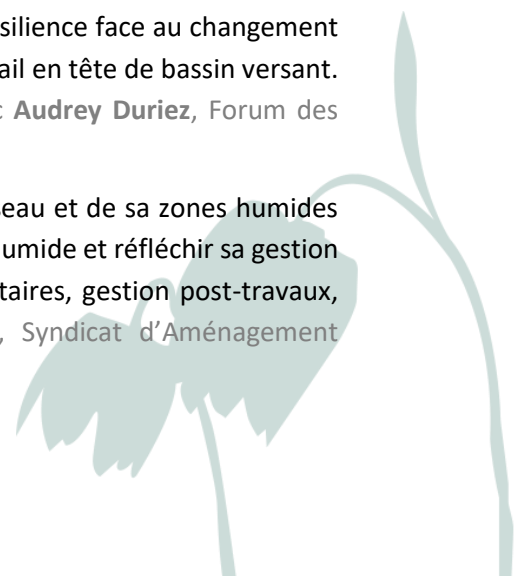 silience face au changement
ail en tête de bassin versant.
Audrey Duriez, Forum des
eau et de sa zones humides
umide et réfléchir sa gestion
taires, gestion post-travaux,
, Syndicat d’Aménagement